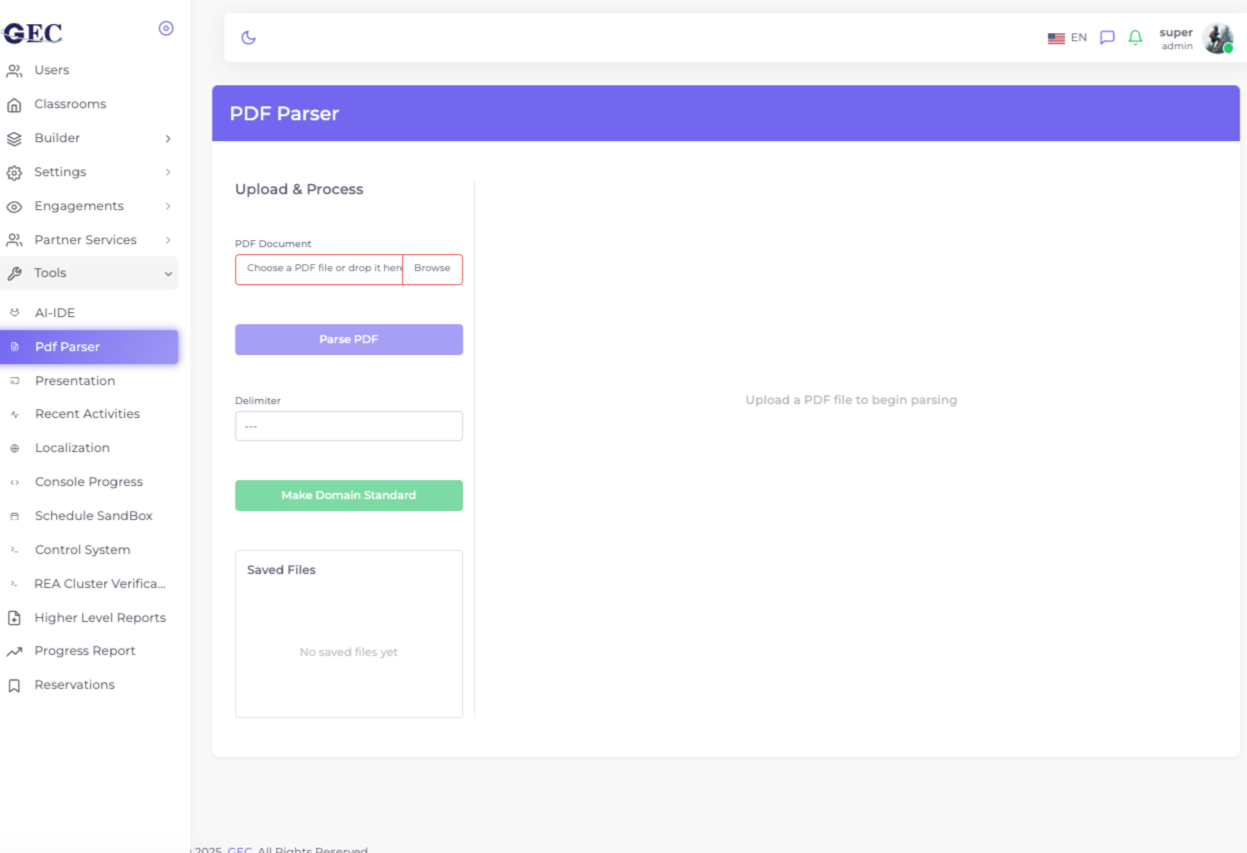 GEC
Users
Classrooms
Builder
Settings
Engagements
Partner Services
Tools
AI-IDE
Pdf Parser
Presentation
Recent Activities
Localization
Console Progress
Schedule SandBox
Control System
REA Cluster Verifica...
Higher Level Reports
Progress Report
Reservations
EN
super
admin
PDF Parser
Upload & Process
PDF Document
Choose a PDF file or drop it here Browse
Parse PDF
Delimiter
---
Make Domain Standard
Saved Files
No saved files yet
Upload a PDF file to begin parsing
2025 GEC, All Rights Reserved